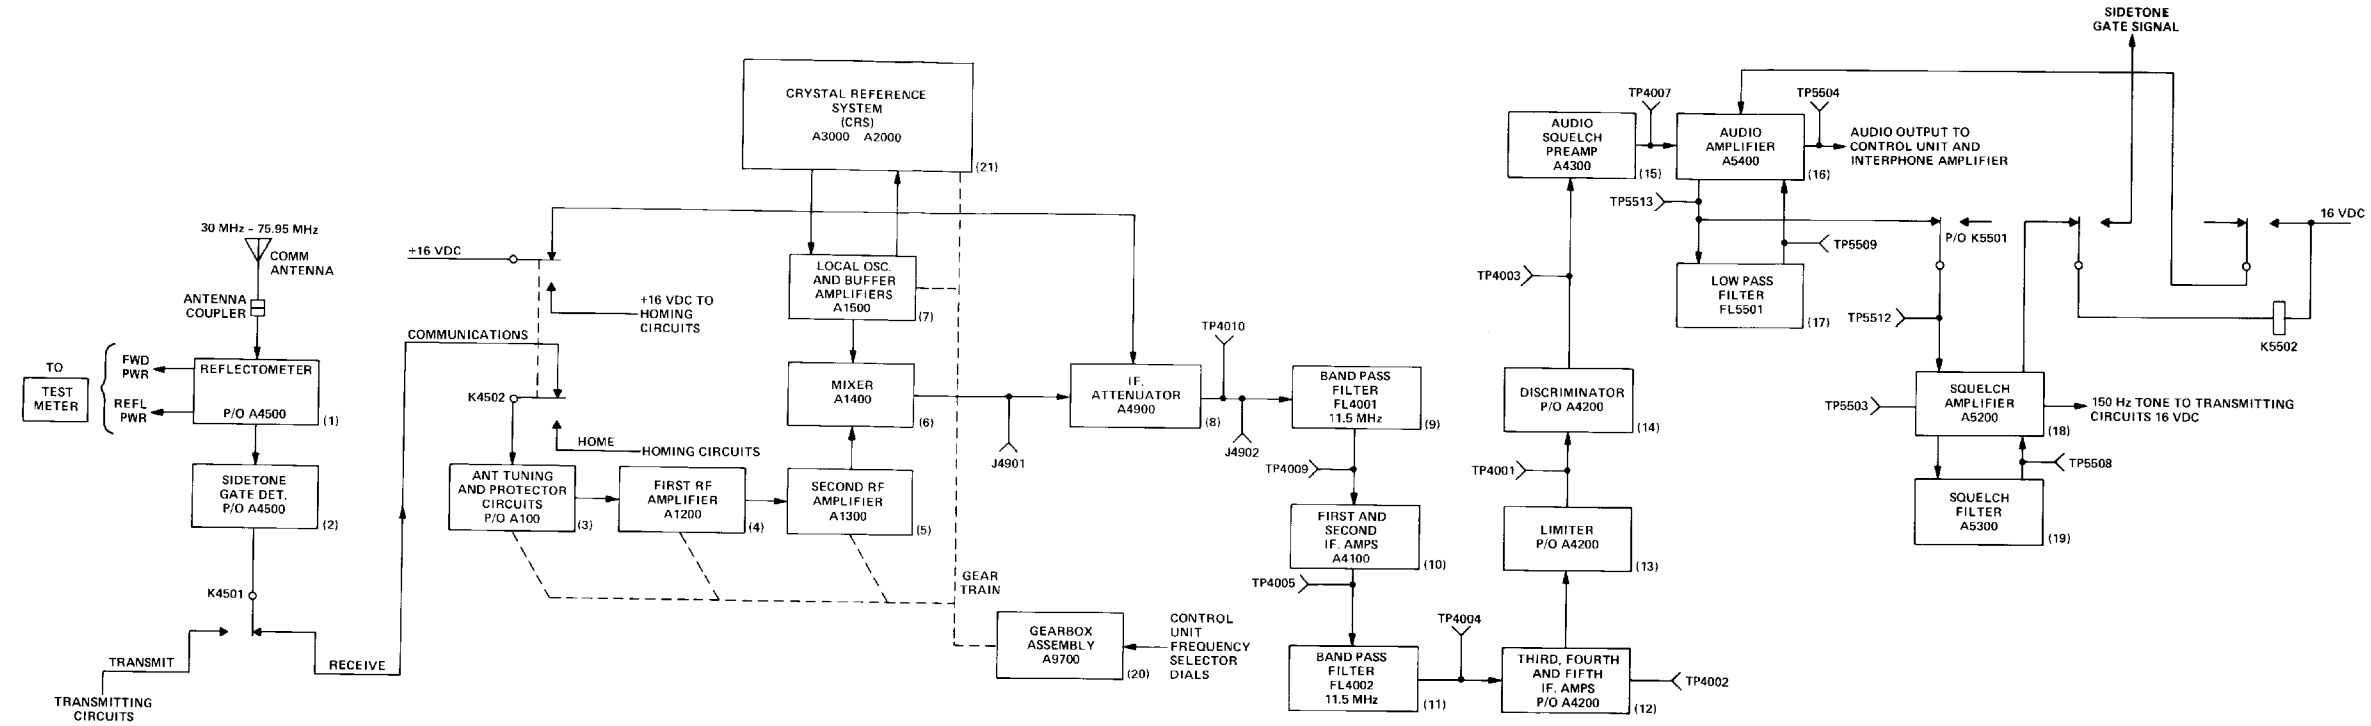 SIDETONE
GATE SIGNAL
CRYSTAL REFERENCE
SYSTEM
(CRS)
A3000 A2000
(21)
30 MHz - 75.95 MHz
COMM
ANTENNA
ANTENNA
COUPLER
TO
TEST
METER
FWD
PWR
REFL
PWR
REFLECTOMETER
P/O A4500
(1)
SIDETONE
GATE DET.
P/O A4500
(2)
K4501
TRANSMIT
TRANSMITTING
CIRCUITS
RECEIVE
COMMUNICATIONS
+16 VDC
+16 VDC TO
HOMING
CIRCUITS
K4502
HOME
HOMING CIRCUITS
ANT TUNING
AND PROTECTOR
CIRCUITS
P/O A100
(3)
FIRST RF
AMPLIFIER
A1200
(4)
SECOND RF
AMPLIFIER
A1300
(5)
MIXER
A1400
(6)
LOCAL OSC.
AND BUFFER
AMPLIFIERS
A1500
(7)
GEAR
TRAIN
GEARBOX
ASSEMBLY
A9700
(20)
CONTROL
UNIT
FREQUENCY
SELECTOR
DIALS
J4901
IF.
ATTENUATOR
A4900
(8)
TP4010
J4902
BAND PASS
FILTER
FL4001
11.5 MHz
(9)
TP4009
FIRST AND
SECOND
IF. AMPS
A4100
(10)
TP4005
BAND PASS
FILTER
FL4002
11.5 MHz
(11)
TP4004
THIRD, FOURTH
AND FIFTH
IF. AMPS
P/O A4200
(12)
TP4002
LIMITER
P/O A4200
(13)
TP4001
DISCRIMINATOR
P/O A4200
(14)
TP4003
AUDIO
SQUELCH
PREAMP
A4300
(15)
TP4007
AUDIO
AMPLIFIER
A5400
(16)
TP5504
AUDIO OUTPUT TO
CONTROL UNIT AND
INTERPHONE AMPLIFIER
TP5513
TP5509
LOW PASS
FILTER
FL5501
(17)
P/O K5501
16 VDC
K5502
TP5512
SQUELCH
AMPLIFIER
A5200
(18)
TP5503
150 Hz TONE TO TRANSMITTING
CIRCUITS 16 VDC
TP5508
SQUELCH
FILTER
A5300
(19)